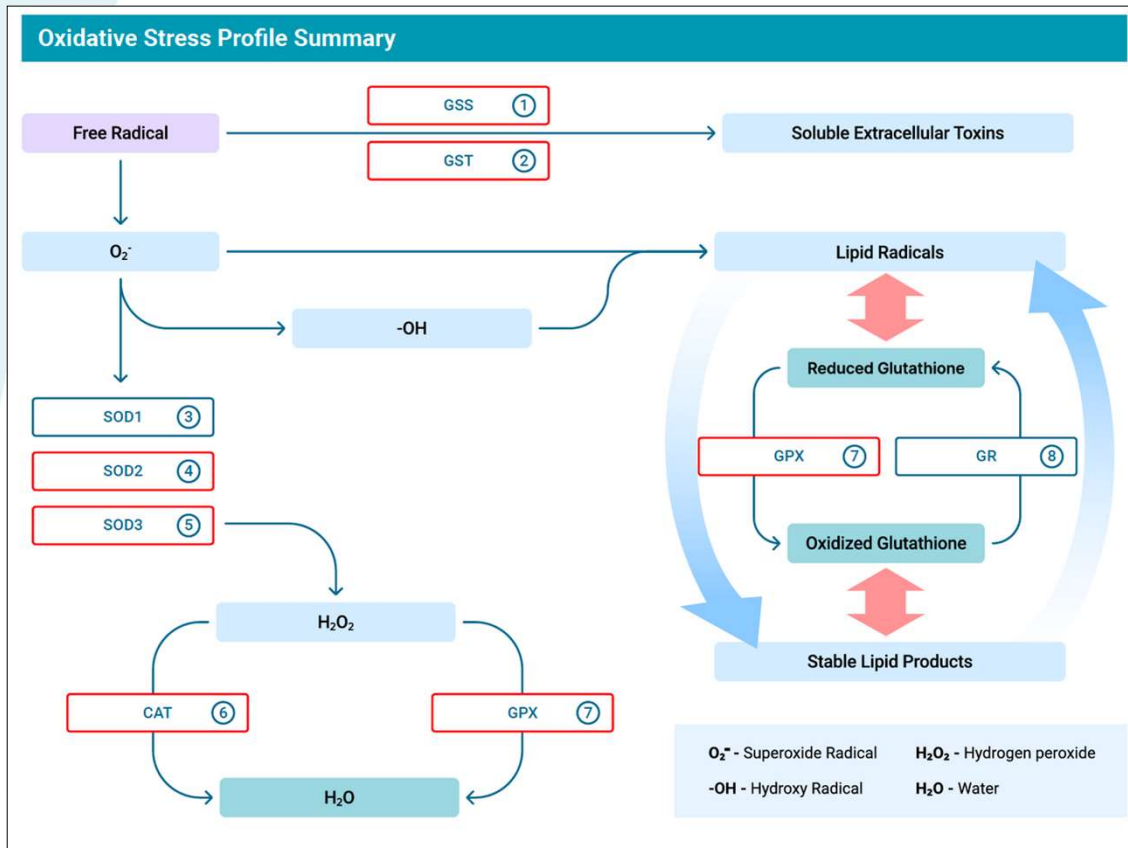 Oxidative Stress Profile Summary
GSS 1
Free Radical
Soluble Extracellular Toxins
GST 2
O₂⁻
Lipid Radicals
-OH
Reduced Glutathione
SOD1 3
GPX 7
GR 8
SOD2 4
SOD3 5
Oxidized Glutathione
H₂O₂
Stable Lipid Products
CAT 6
GPX 7
O₂⁻ - Superoxide Radical
H₂O₂ - Hydrogen peroxide
-OH - Hydroxy Radical
H₂O - Water
H₂O